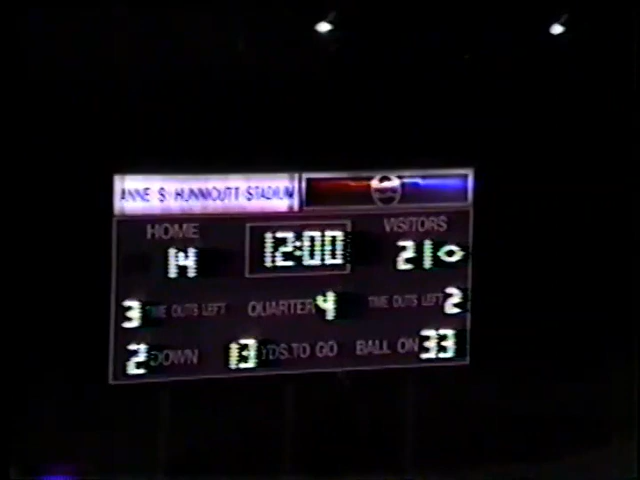 ANNE S. HUNNICUTT STADIUM
HOME 12:00 VISITORS
14 21
3 TIME OUTS LEFT QUARTER 4 TIME OUTS LEFT 2
2 DOWN 13 YDS. TO GO BALL ON 33